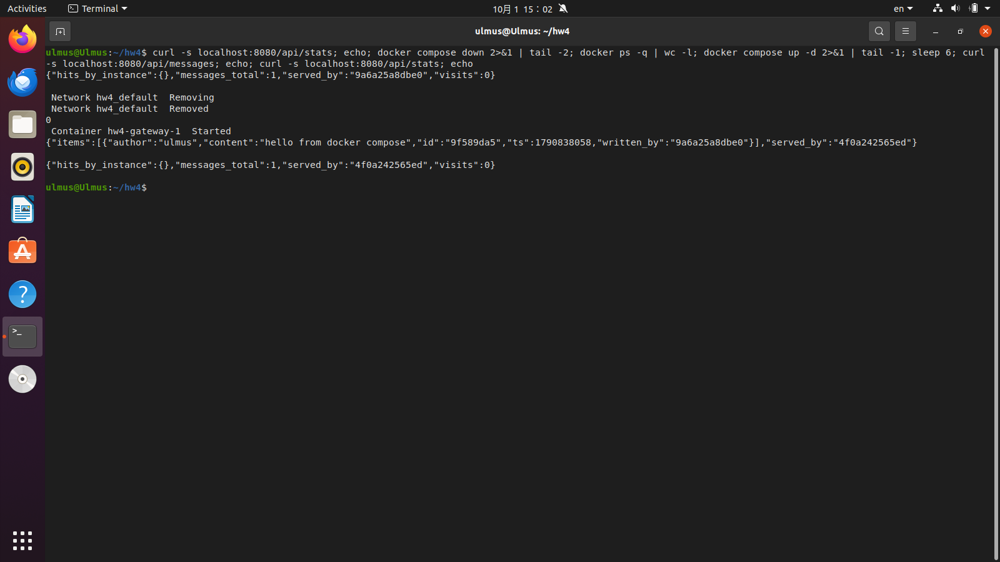 Activities
Terminal
10月 1 15：02
en
ulmus@Ulmus: ~/hw4
ulmus@Ulmus:~/hw4$ curl -s localhost:8080/api/stats; echo; docker compose down 2>&1 | tail -2; docker ps -q | wc -l; docker compose up -d 2>&1 | tail -1; sleep 6; curl
-s localhost:8080/api/messages; echo; curl -s localhost:8080/api/stats; echo
{"hits_by_instance":{},"messages_total":1,"served_by":"9a6a25a8dbe0","visits":0}
Network hw4_default  Removing
Network hw4_default  Removed
0
Container hw4-gateway-1  Started
{"items":[{"author":"ulmus","content":"hello from docker compose","id":"9f589da5","ts":1790838058,"written_by":"9a6a25a8dbe0"}],"served_by":"4f0a242565ed"}
{"hits_by_instance":{},"messages_total":1,"served_by":"4f0a242565ed","visits":0}
ulmus@Ulmus:~/hw4$